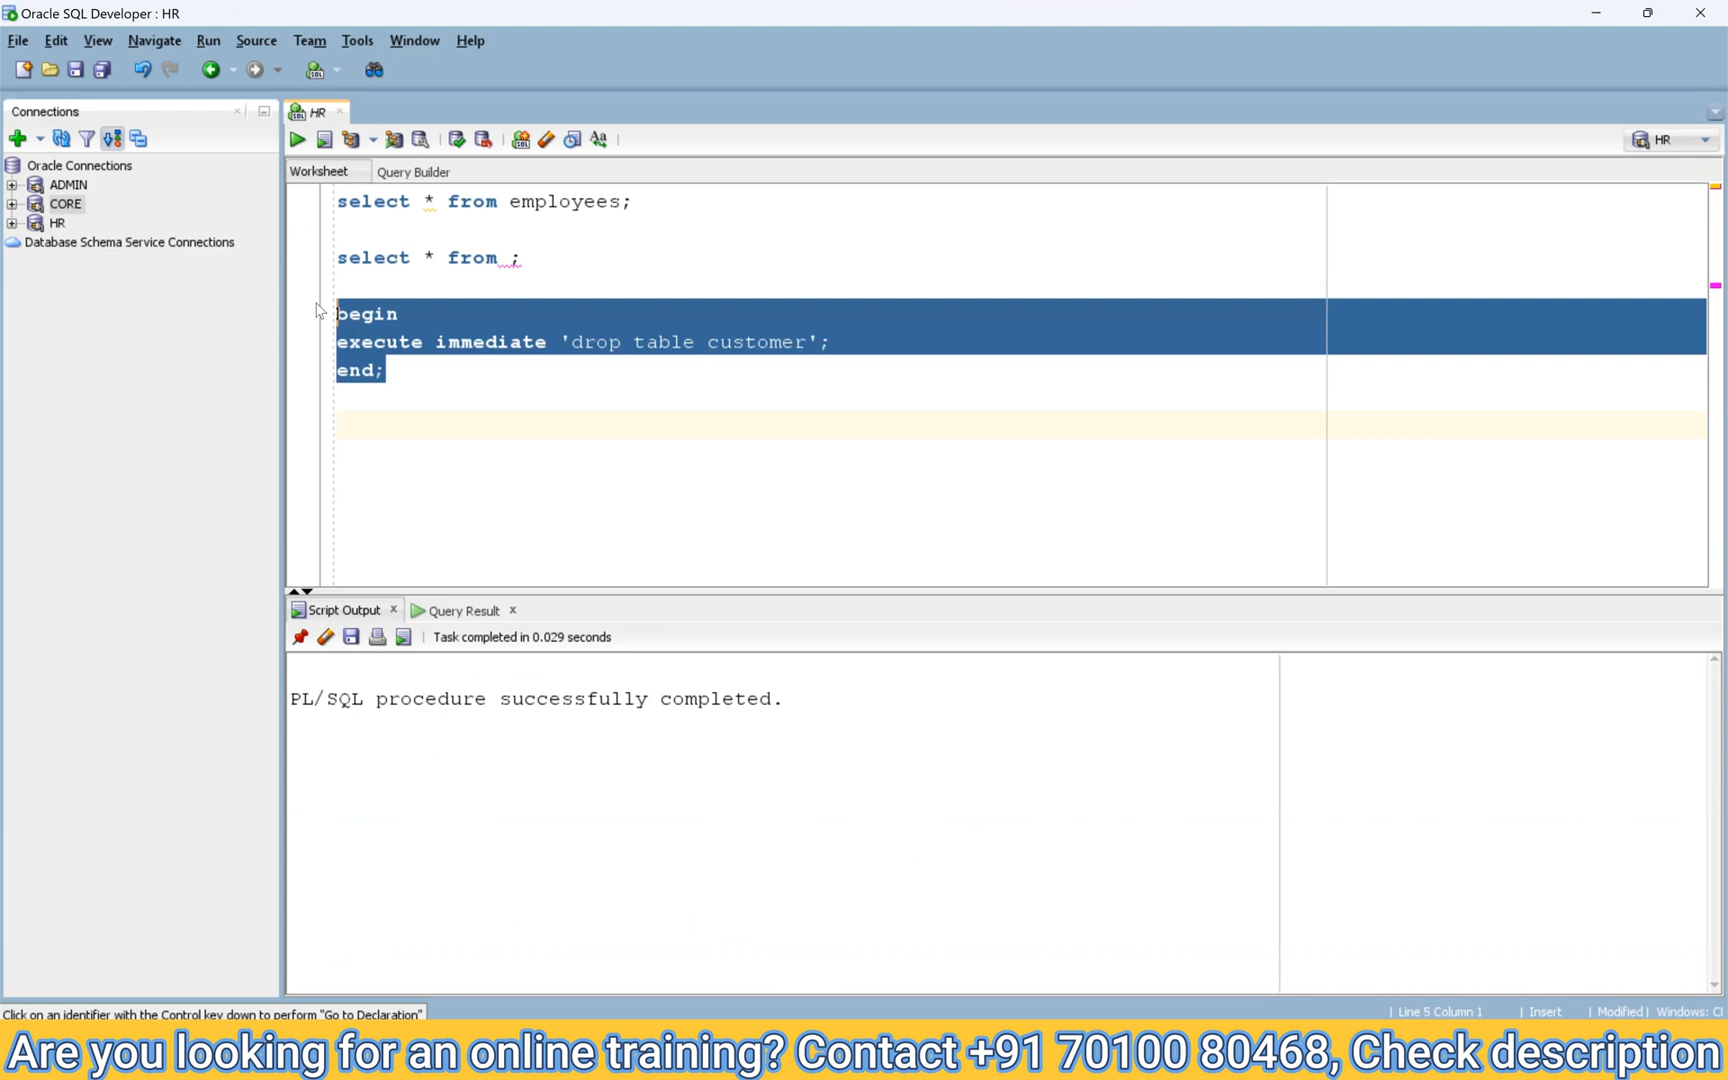 Oracle SQL Developer : HR
File Edit View Navigate Run Source Team Tools Window Help
Connections
Oracle Connections
ADMIN
CORE
HR
Database Schema Service Connections
HR
HR
Worksheet Query Builder
select * from employees;
select * from ;
begin
execute immediate 'drop table customer';
end;
Script Output Query Result
Task completed in 0.029 seconds
PL/SQL procedure successfully completed.
Click on an identifier with the Control key down to perform "Go to Declaration"
Line 5 Column 1 Insert Modified Windows: Cl
Are you looking for an online training? Contact +91 70100 80468, Check description